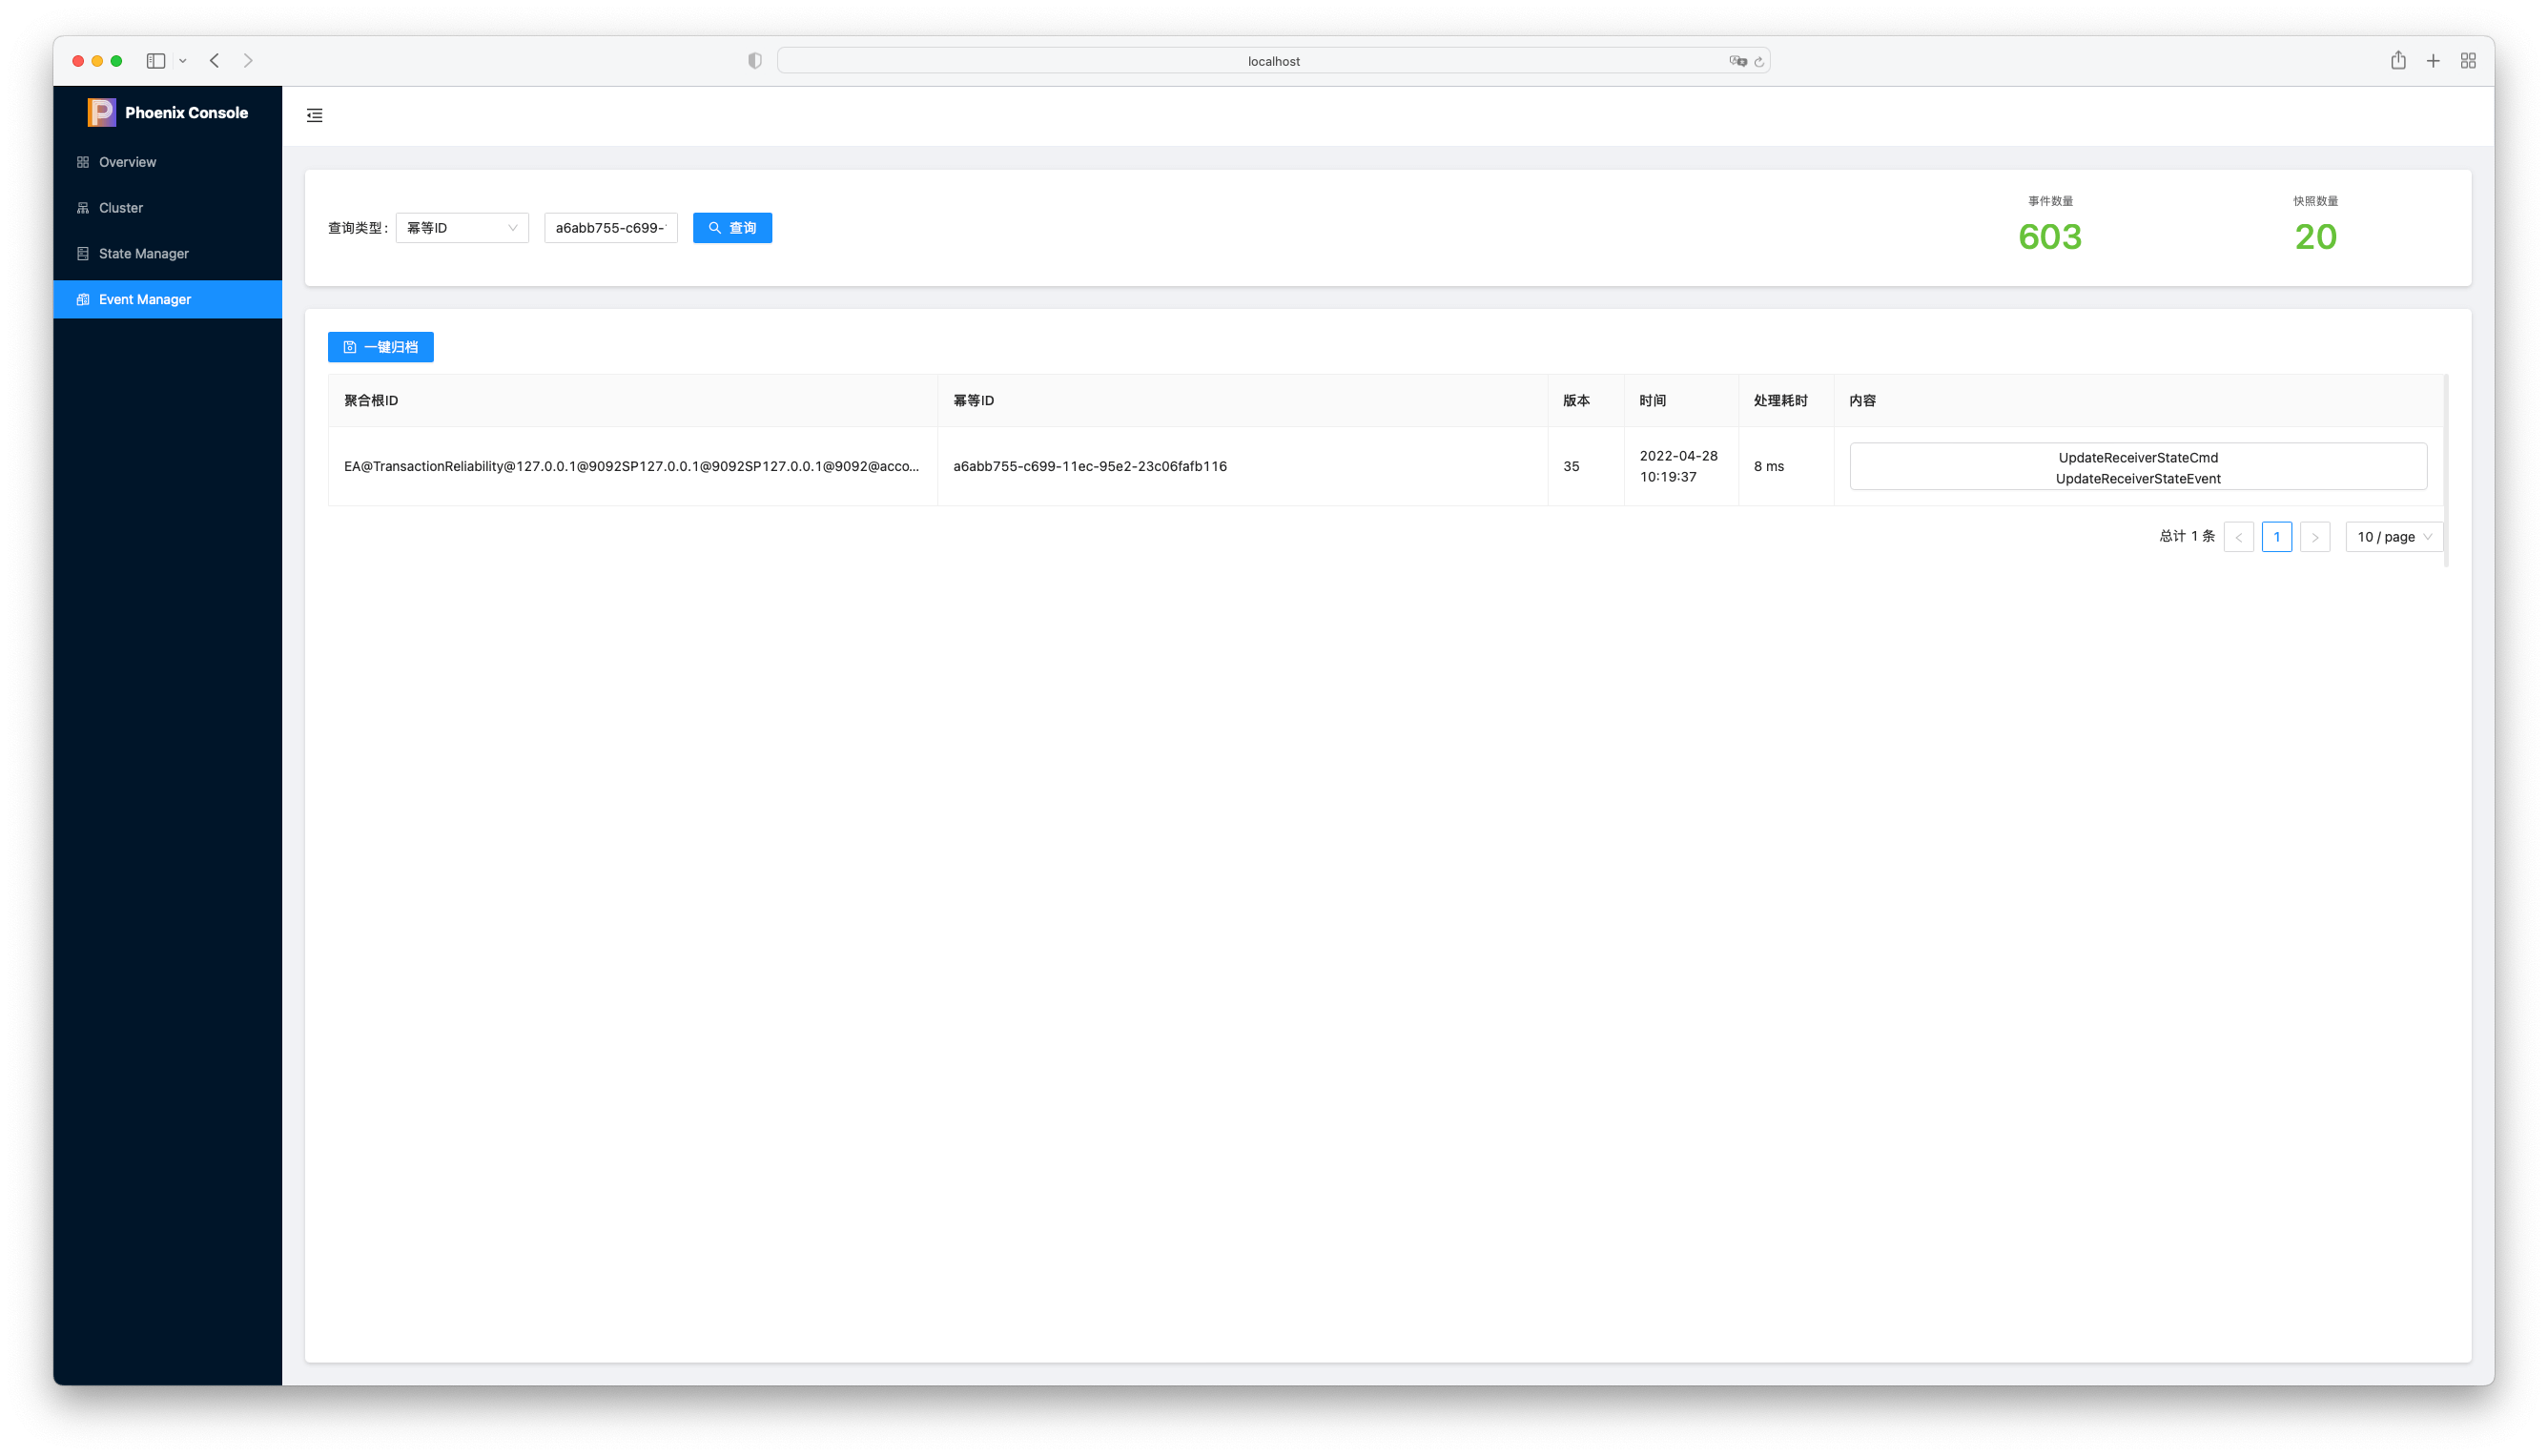 localhost
Phoenix Console
Overview
Cluster
State Manager
Event Manager
查询类型:
幂等ID
a6abb755-c699-
查询
事件数量
603
快照数量
20
一键归档
聚合根ID
幂等ID
版本
时间
处理耗时
内容
EA@TransactionReliability@127.0.0.1@9092SP127.0.0.1@9092SP127.0.0.1@9092@acco...
a6abb755-c699-11ec-95e2-23c06fafb116
35
2022-04-28
10:19:37
8 ms
UpdateReceiverStateCmd
UpdateReceiverStateEvent
总计 1 条
1
10 / page